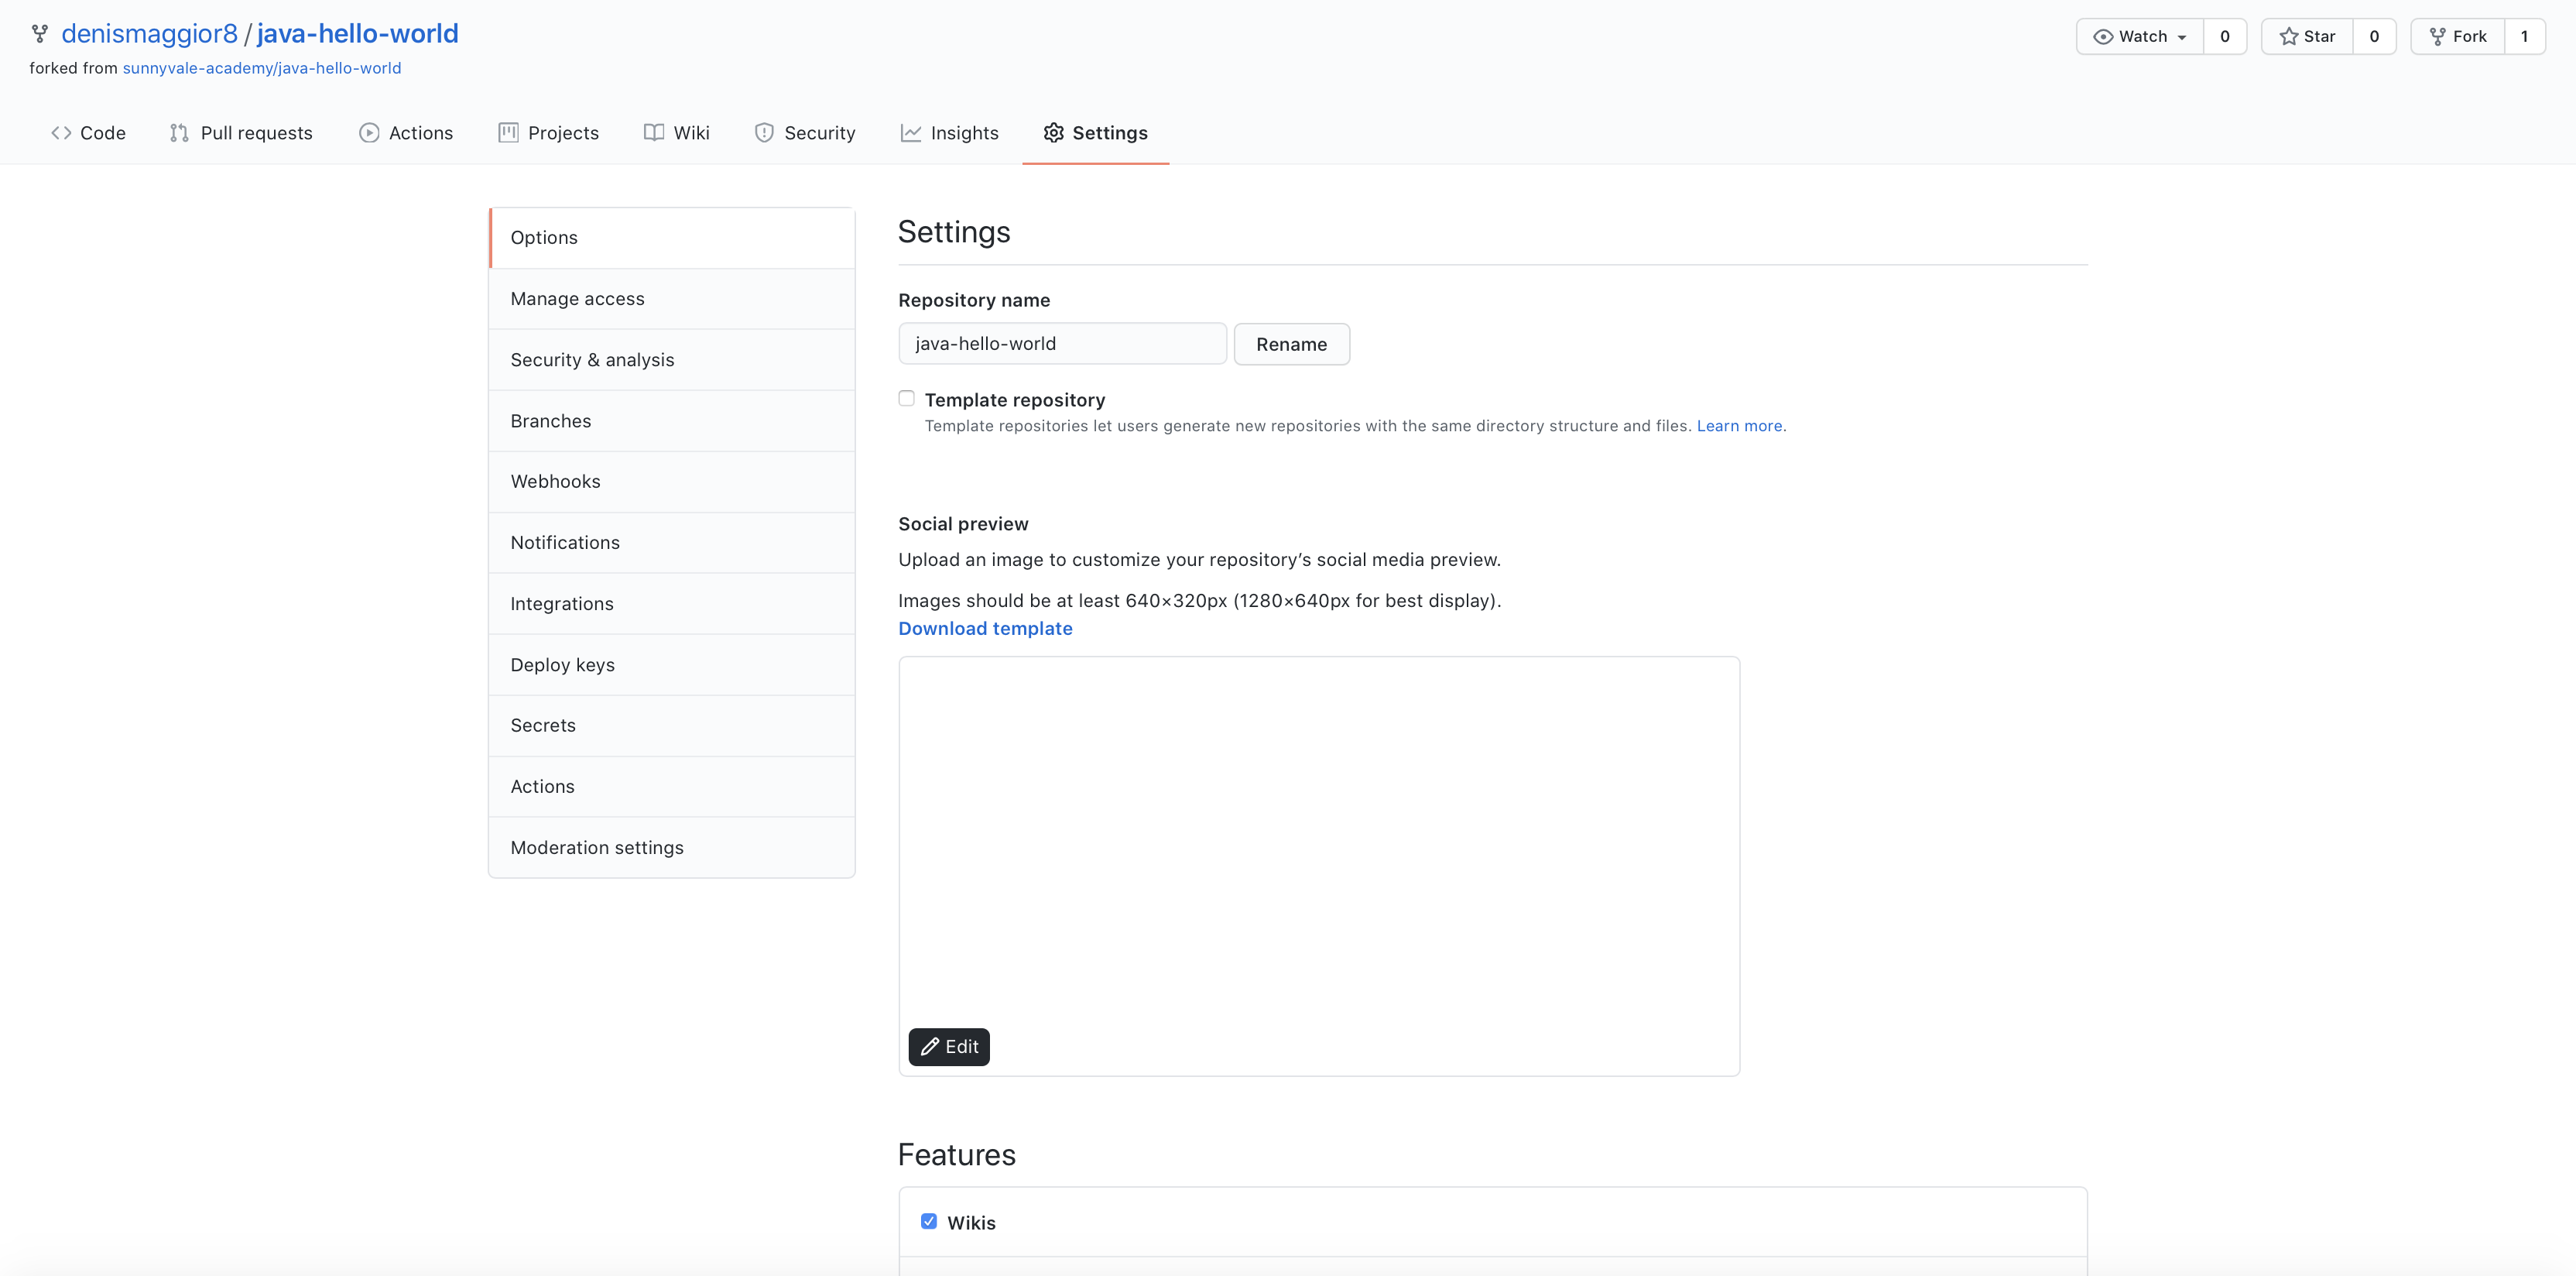 denismaggior8 / java-hello-world
forked from sunnyvale-academy/java-hello-world
Watch 0 Star 0 Fork 1
Code Pull requests Actions Projects Wiki Security Insights Settings
Options
Manage access
Security & analysis
Branches
Webhooks
Notifications
Integrations
Deploy keys
Secrets
Actions
Moderation settings
Settings
Repository name
java-hello-world Rename
Template repository
Template repositories let users generate new repositories with the same directory structure and files. Learn more.
Social preview
Upload an image to customize your repository’s social media preview.
Images should be at least 640×320px (1280×640px for best display).
Download template
Edit
Features
Wikis